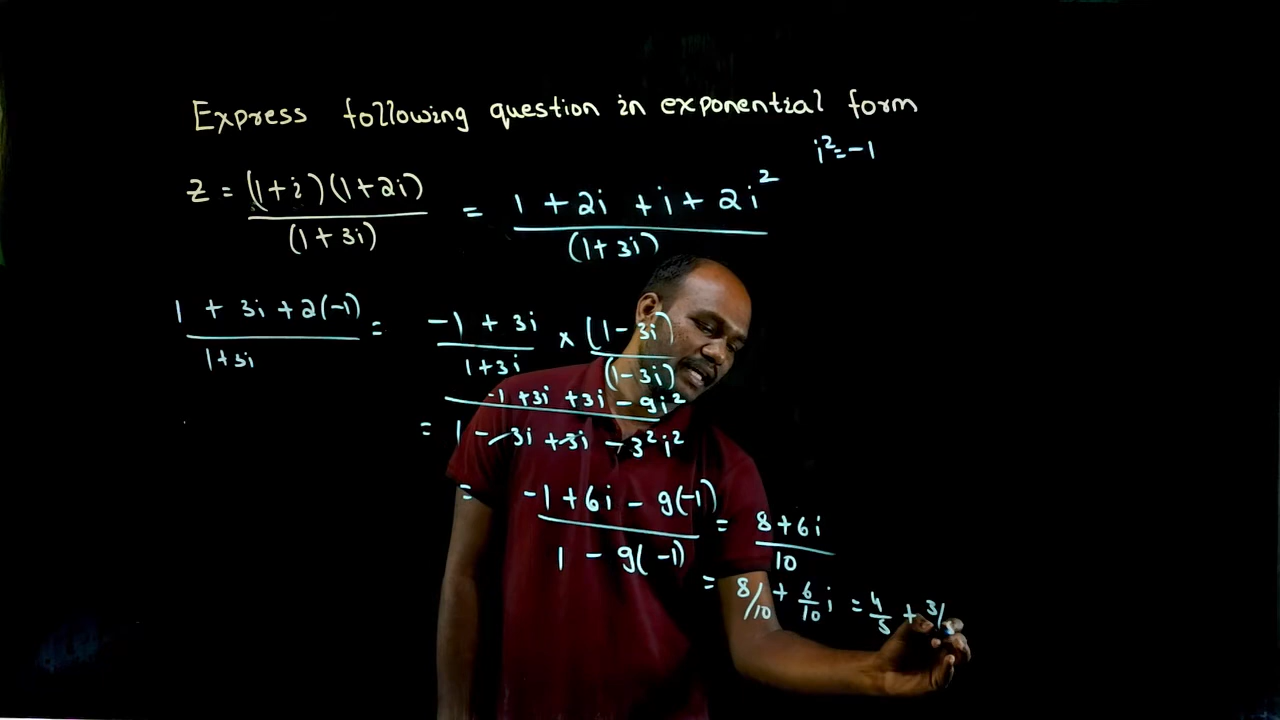 Express following question in exponential form
i²=-1
z = (1+i)(1+2i)/(1+3i) = 1+2i+i+2i²/(1+3i)
1+3i+2(-1)/1+3i = -1+3i/1+3i × (1-3i)/(1-3i)
= -1+3i+3i-9i²/1-3i+3i-3²i²
= -1+6i-9(-1)/1-9(-1) = 8+6i/10
= 8/10 + 6/10 i = 4/5 + 3/